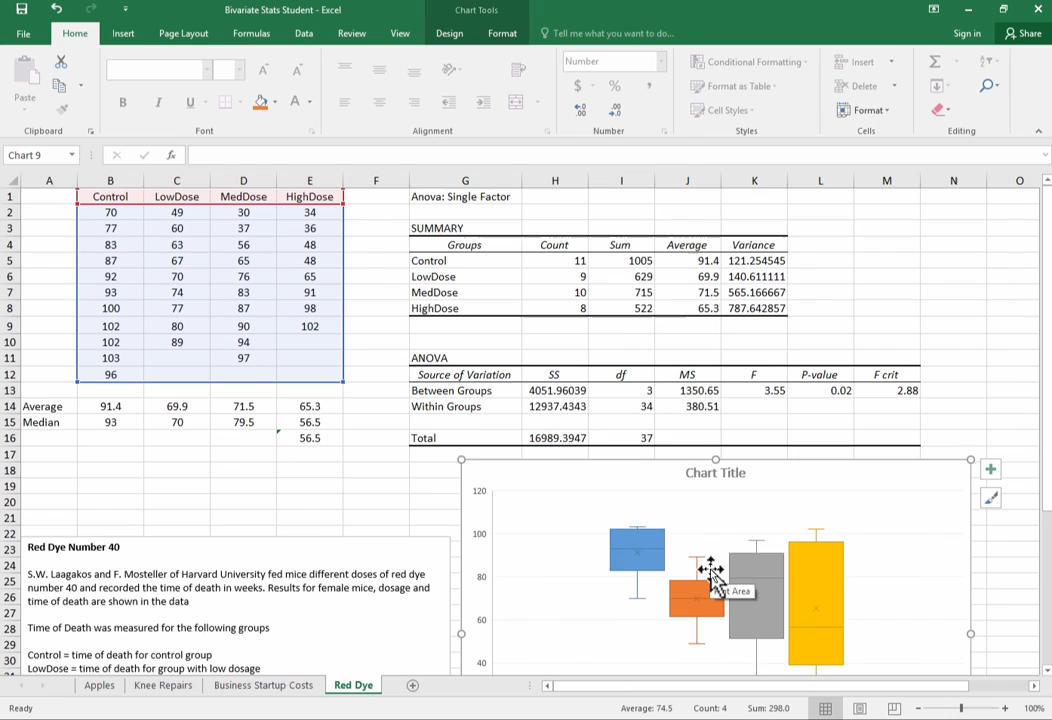 Bivariate Stats Student - Excel
Chart Tools
File Home Insert Page Layout Formulas Data Review View Design Format Tell me what you want to do... Sign in Share
Paste
Clipboard
B I U A A A
Font
Alignment
Number
$ % ,
Number
Conditional Formatting
Format as Table
Cell Styles
Styles
Insert
Delete
Format
Cells
Editing
Chart 9
fx
A B C D E F G H I J K L M N O
1 Control LowDose MedDose HighDose Anova: Single Factor
2 70 49 30 34
3 77 60 37 36 SUMMARY
4 83 63 56 48 Groups Count Sum Average Variance
5 87 67 65 48 Control 11 1005 91.4 121.254545
6 92 70 76 65 LowDose 9 629 69.9 140.611111
7 93 74 83 91 MedDose 10 715 71.5 565.166667
8 100 77 87 98 HighDose 8 522 65.3 787.642857
9 102 80 90 102
10 102 89 94
11 103 97 ANOVA
12 96 Source of Variation SS df MS F P-value F crit
13 Between Groups 4051.96039 3 1350.65 3.55 0.02 2.88
14 Average 91.4 69.9 71.5 65.3 Within Groups 12937.4343 34 380.51
15 Median 93 70 79.5 56.5
16 56.5 Total 16989.3947 37
17
18
19
20
21
22
23
24
25
26
27
28
29
30
Chart Title
120
100
80
60
40
Red Dye Number 40
S.W. Laagakos and F. Mosteller of Harvard University fed mice different doses of red dye
number 40 and recorded the time of death in weeks. Results for female mice, dosage and
time of death are shown in the data
Time of Death was measured for the following groups
Control = time of death for control group
LowDose = time of death for group with low dosage
Area
Apples Knee Repairs Business Startup Costs Red Dye
Ready Average: 74.5 Count: 4 Sum: 298.0 100%